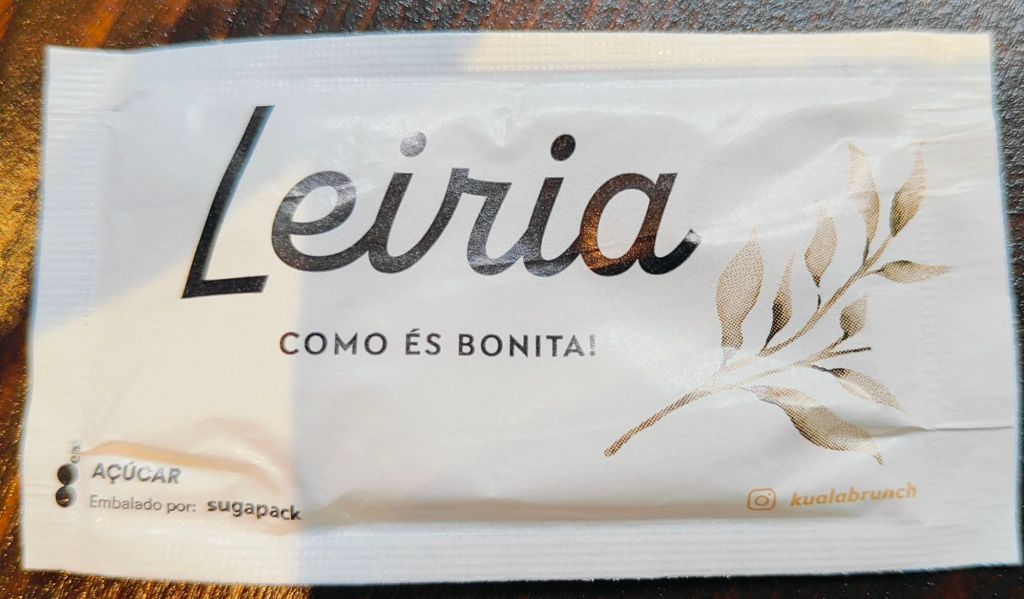 Leiria
COMO ÉS BONITA!
AÇÚCAR
Embalado por: sugapack
kualabrunch